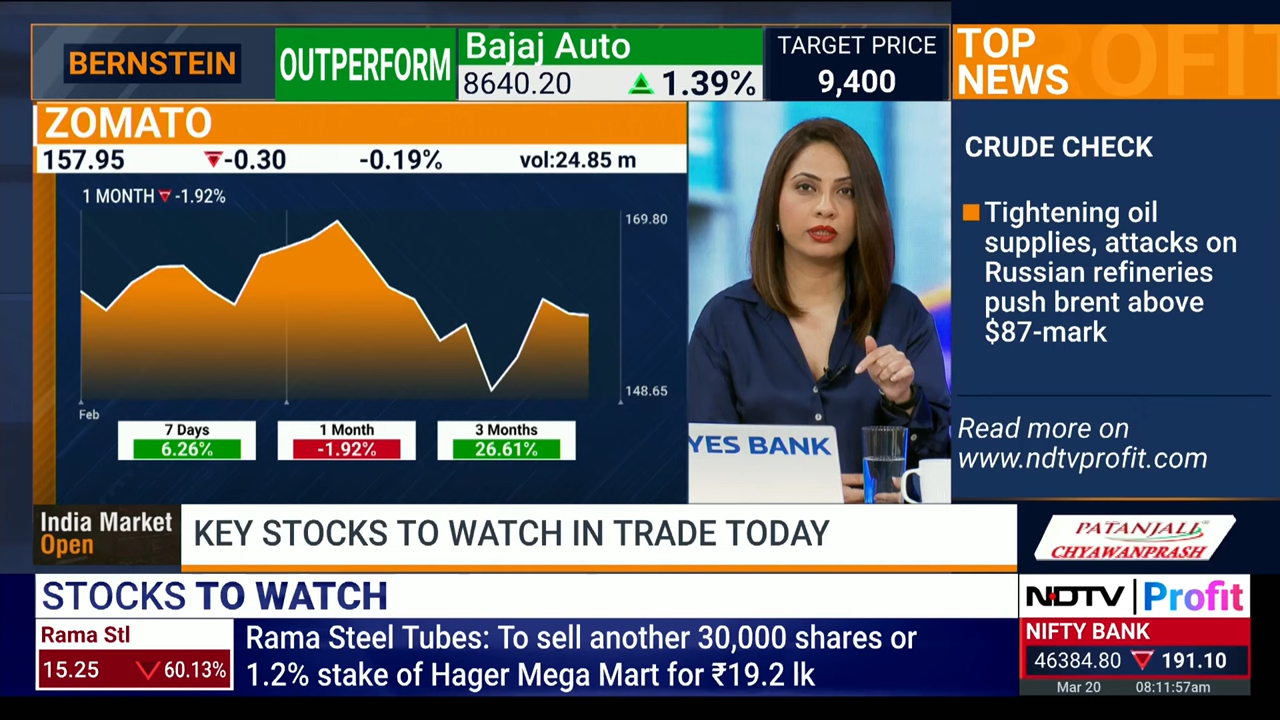 BERNSTEIN
OUTPERFORM
Bajaj Auto
8640.20 1.39%
TARGET PRICE
9,400
TOP
NEWS
ZOMATO
157.95 -0.30 -0.19% vol:24.85 m
1 MONTH -1.92%
169.80
148.65
Feb
7 Days
6.26%
1 Month
-1.92%
3 Months
26.61%
YES BANK
CRUDE CHECK
Tightening oil
supplies, attacks on
Russian refineries
push brent above
$87-mark
Read more on
www.ndtvprofit.com
India Market
Open
KEY STOCKS TO WATCH IN TRADE TODAY
PATANJALI
CHYAWANPRASH
STOCKS TO WATCH
Rama Stl
15.25 60.13%
Rama Steel Tubes: To sell another 30,000 shares or
1.2% stake of Hager Mega Mart for ₹19.2 lk
NDTV Profit
NIFTY BANK
46384.80 191.10
Mar 20 08:11:57am